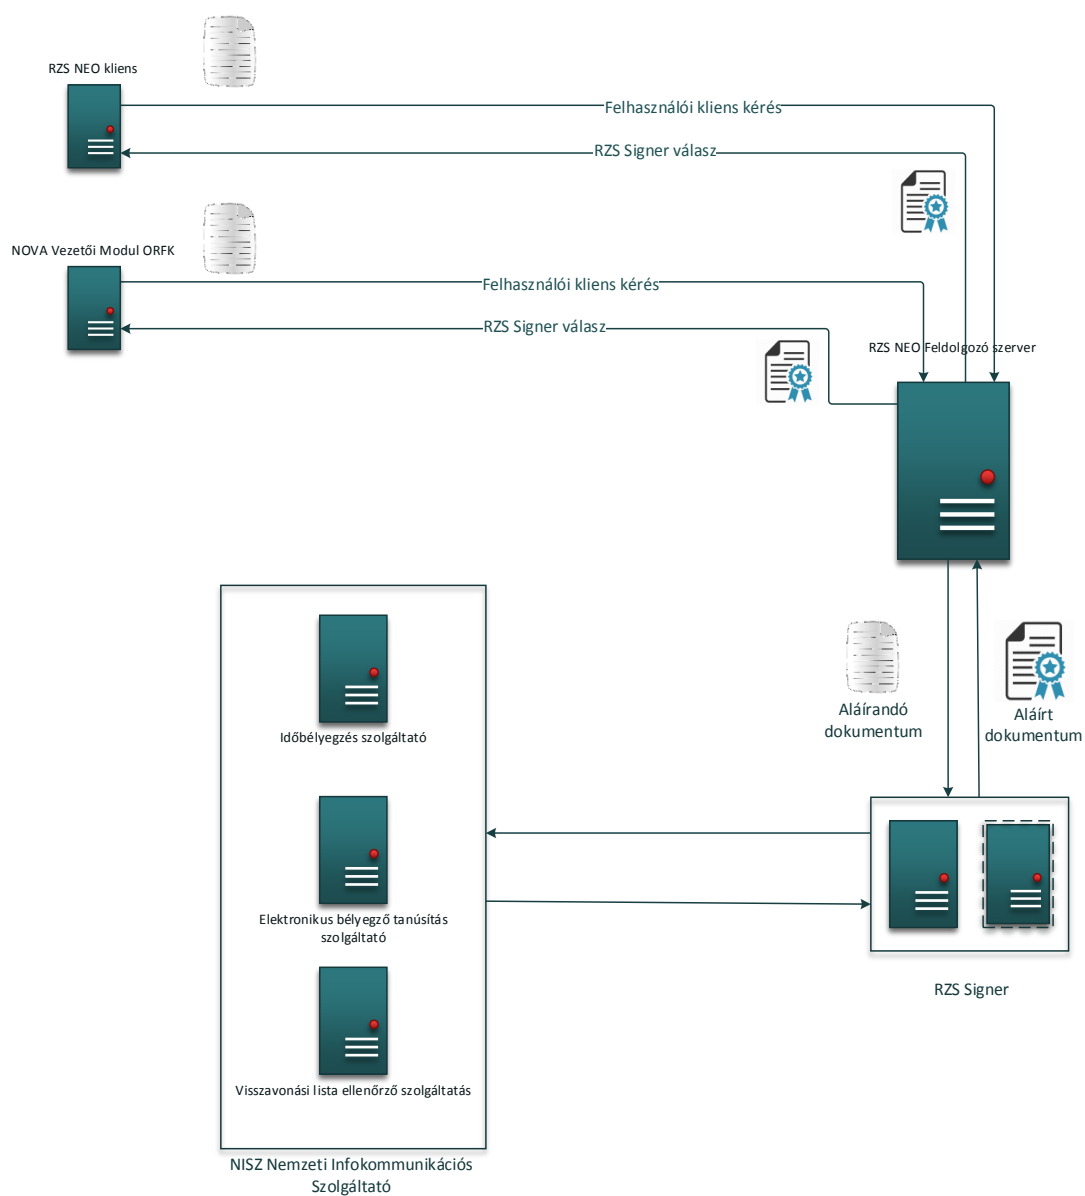 RZS NEO kliens
Felhasználói kliens kérés
RZS Signer válasz
NOVA Vezetői Modul ORFK
Felhasználói kliens kérés
RZS Signer válasz
RZS NEO Feldolgozó szerver
Aláírandó
dokumentum
Aláírt
dokumentum
Időbélyegzés szolgáltató
Elektronikus bélyegző tanúsítás
szolgáltató
RZS Signer
Visszavonási lista ellenőrző szolgáltatás
NISZ Nemzeti Infokommunikációs
Szolgáltató